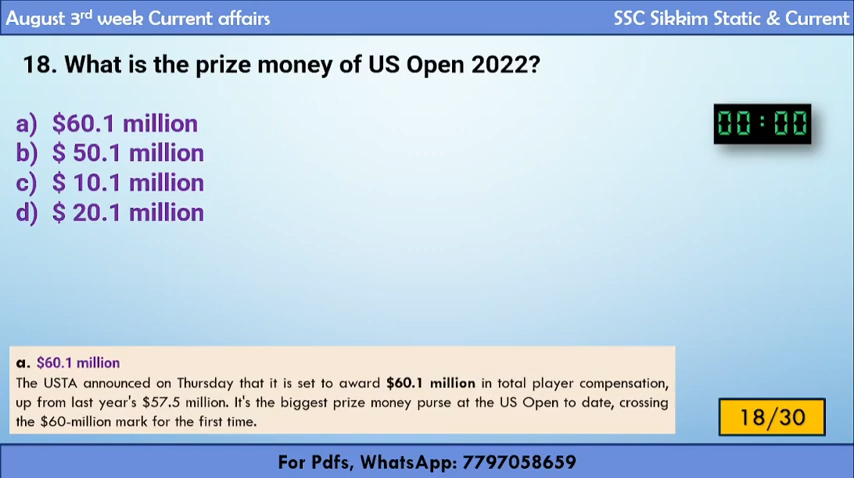 August 3rd week Current affairs
SSC Sikkim Static & Current
18. What is the prize money of US Open 2022?
00:00
a) $60.1 million
b) $ 50.1 million
c) $ 10.1 million
d) $ 20.1 million
a. $60.1 million
The USTA announced on Thursday that it is set to award $60.1 million in total player compensation,
up from last year's $57.5 million. It's the biggest prize money purse at the US Open to date, crossing
the $60-million mark for the first time.
18/30
For Pdfs, WhatsApp: 7797058659